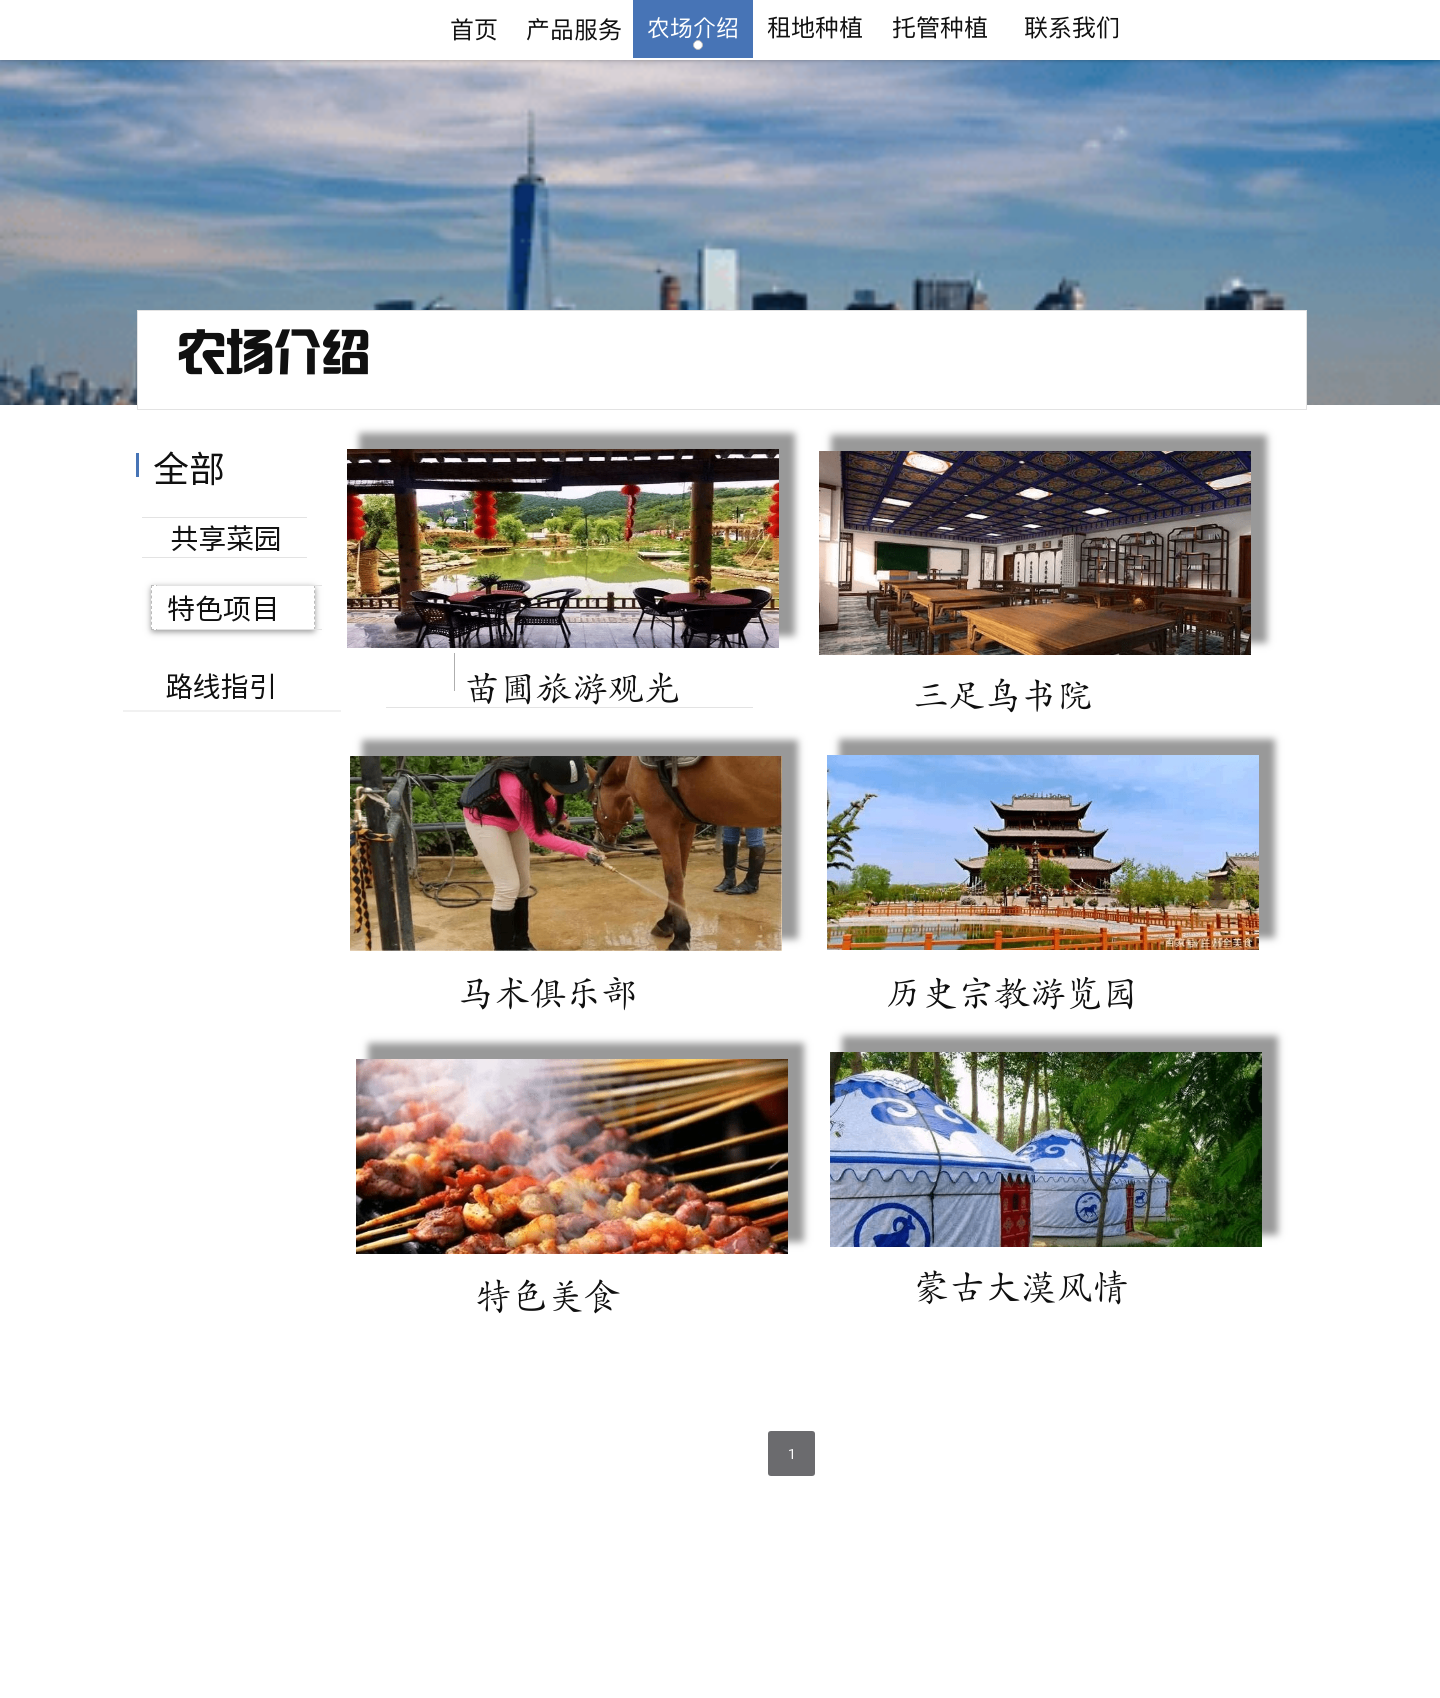 首页 产品服务 农场介绍 租地种植 托管种植 联系我们
农场介绍
全部
共享菜园
特色项目
路线指引
苗圃旅游观光
三足鸟书院
马术俱乐部
历史宗教游览园
特色美食
蒙古大漠风情
1